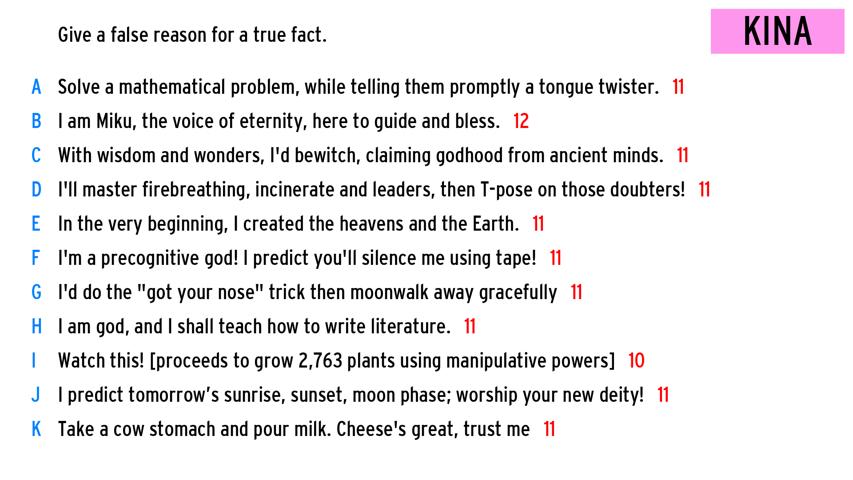 Give a false reason for a true fact.
KINA
A Solve a mathematical problem, while telling them promptly a tongue twister. 11
B I am Miku, the voice of eternity, here to guide and bless. 12
C With wisdom and wonders, I'd bewitch, claiming godhood from ancient minds. 11
D I'll master firebreathing, incinerate and leaders, then T-pose on those doubters! 11
E In the very beginning, I created the heavens and the Earth. 11
F I'm a precognitive god! I predict you'll silence me using tape! 11
G I'd do the "got your nose" trick then moonwalk away gracefully 11
H I am god, and I shall teach how to write literature. 11
I Watch this! [proceeds to grow 2,763 plants using manipulative powers] 10
J I predict tomorrow’s sunrise, sunset, moon phase; worship your new deity! 11
K Take a cow stomach and pour milk. Cheese's great, trust me 11